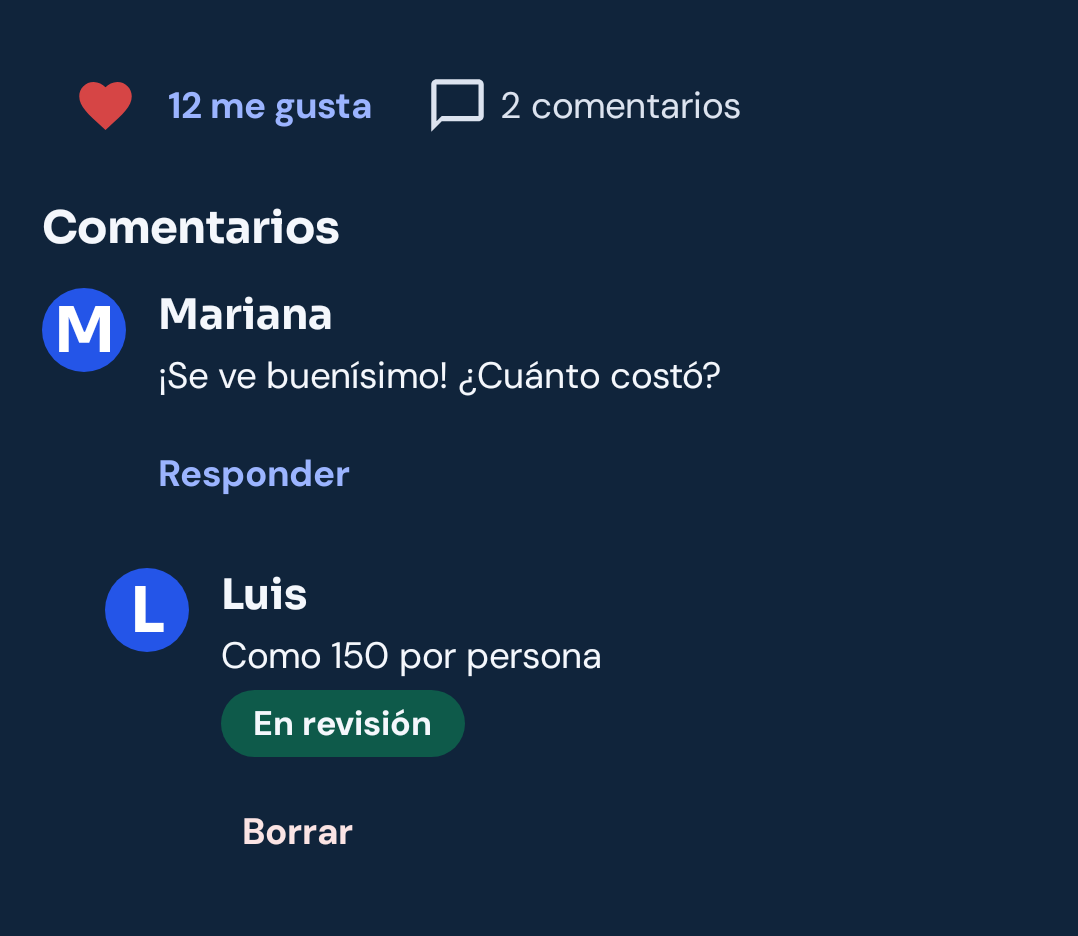 12 me gusta
2 comentarios
Comentarios
M
Mariana
¡Se ve buenísimo! ¿Cuánto costó?
Responder
L
Luis
Como 150 por persona
En revisión
Borrar